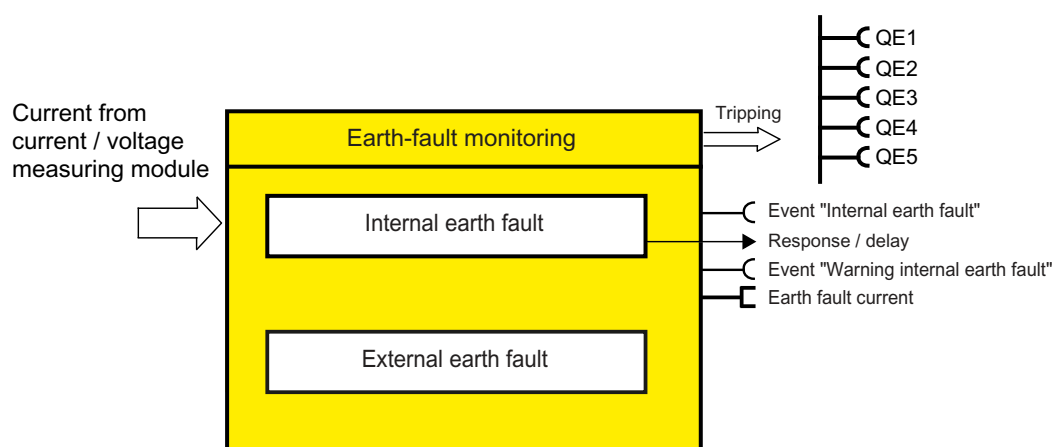 Current from
current / voltage
measuring module
Earth-fault monitoring
Internal earth fault
External earth fault
Tripping
QE1
QE2
QE3
QE4
QE5
Event "Internal earth fault"
Response / delay
Event "Warning internal earth fault"
Earth fault current